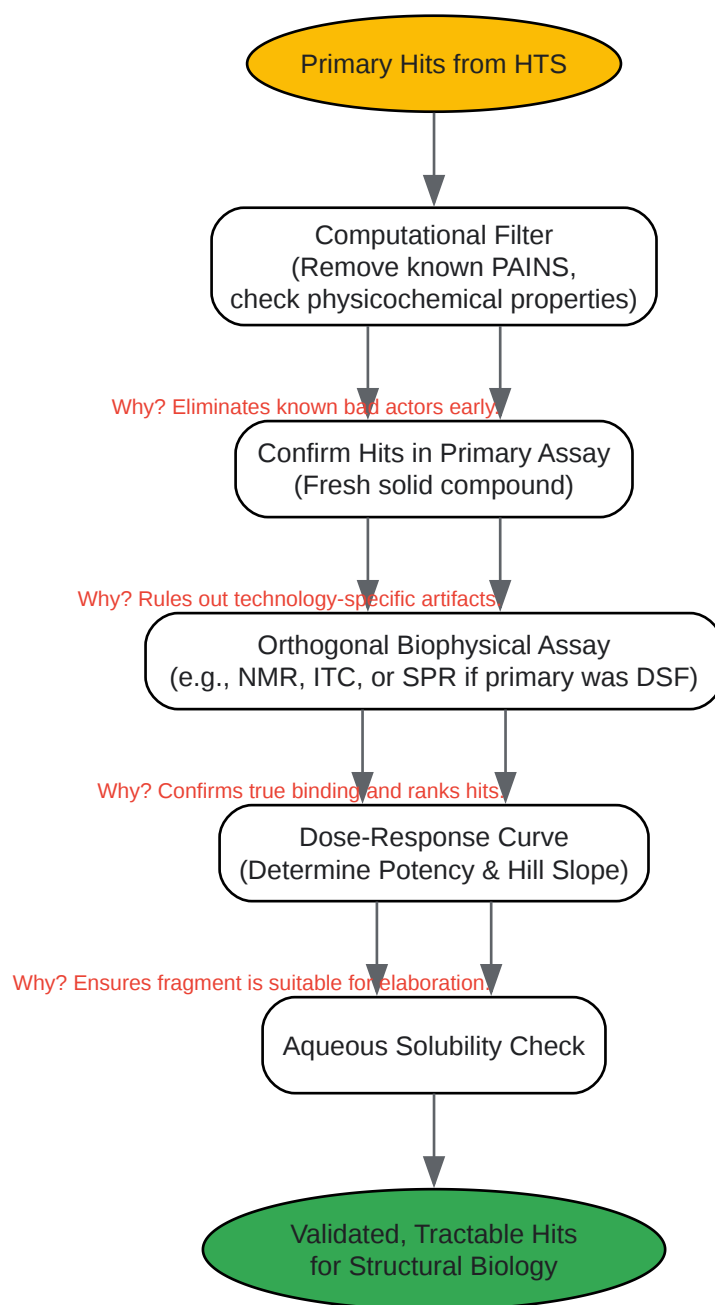 Primary Hits from HTS
Computational Filter
(Remove known PAINS,
check physicochemical properties)
Why? Eliminates known bad actors early.
Confirm Hits in Primary Assay
(Fresh solid compound)
Why? Rules out technology-specific artifacts.
Orthogonal Biophysical Assay
(e.g., NMR, ITC, or SPR if primary was DSF)
Why? Confirms true binding and ranks hits.
Dose-Response Curve
(Determine Potency & Hill Slope)
Why? Ensures fragment is suitable for elaboration.
Aqueous Solubility Check
Validated, Tractable Hits
for Structural Biology